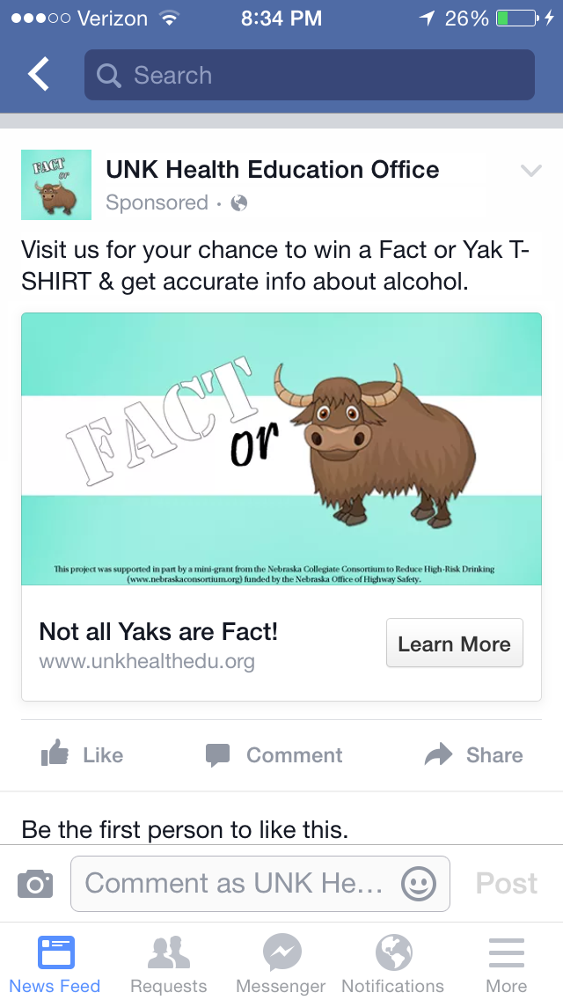 Verizon 8:34 PM 26%
Search
FACT
or
UNK Health Education Office
Sponsored ·
Visit us for your chance to win a Fact or Yak T-
SHIRT & get accurate info about alcohol.
FACT
or
This project was supported in part by a mini-grant from the Nebraska Collegiate Consortium to Reduce High-Risk Drinking
(www.nebraskaconsortium.org) funded by the Nebraska Office of Highway Safety.
Not all Yaks are Fact!
www.unkhealthedu.org
Learn More
Like Comment Share
Be the first person to like this.
Comment as UNK He... Post
News Feed Requests Messenger Notifications More